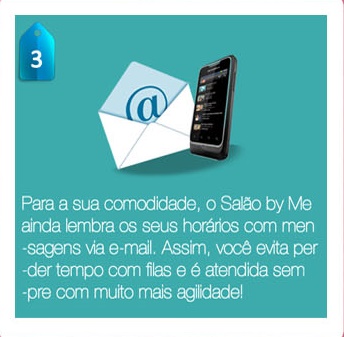 3
@
Para a sua comodidade, o Salão by Me
ainda lembra os seus horários com men
-sagens via e-mail. Assim, você evita per
-der tempo com filas e é atendida sem
-pre com muito mais agilidade!